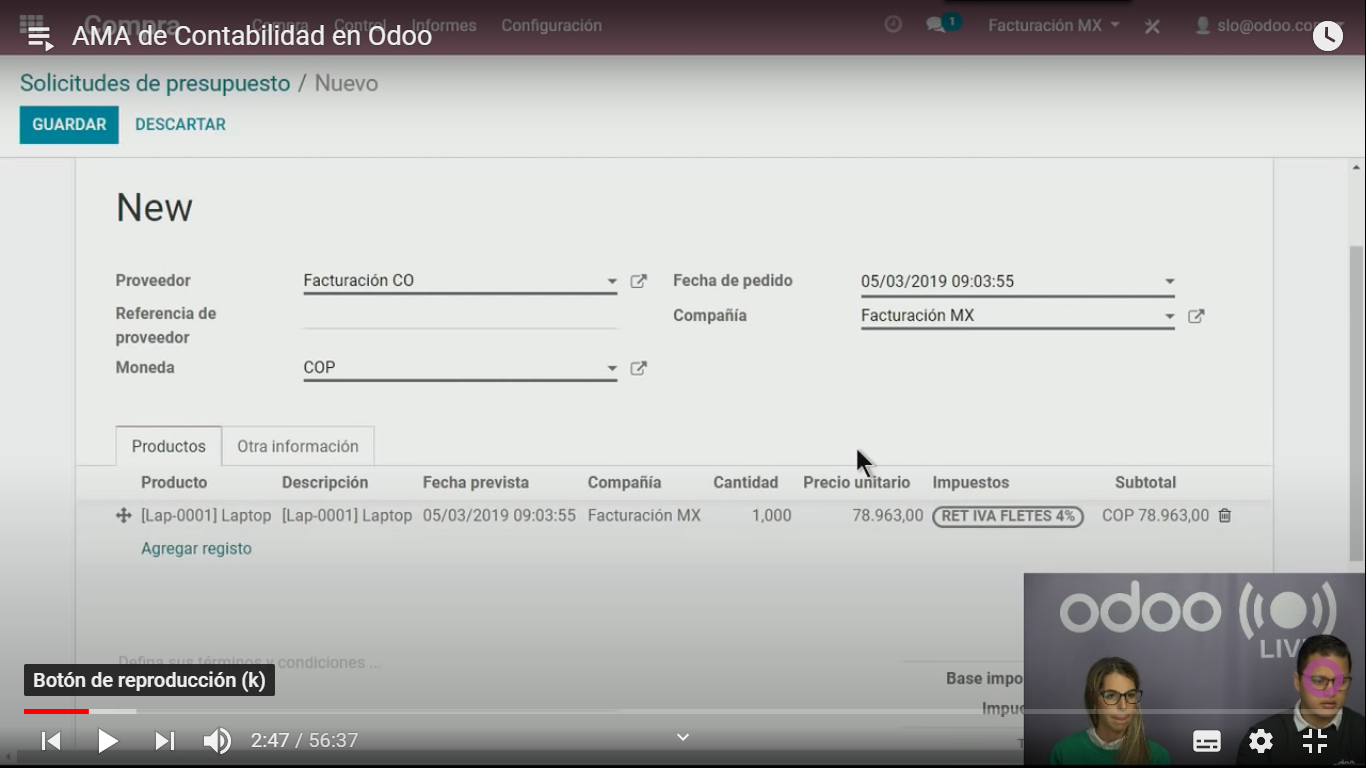 Compra Compra Control Informes Configuración 1 Facturación MX slo@odoo.co
AMA de Contabilidad en Odoo
Solicitudes de presupuesto / Nuevo
GUARDAR DESCARTAR
New
Proveedor Facturación CO Fecha de pedido 05/03/2019 09:03:55
Referencia de
proveedor
Compañía Facturación MX
Moneda COP
Productos Otra información
Producto Descripción Fecha prevista Compañía Cantidad Precio unitario Impuestos Subtotal
[Lap-0001] Laptop [Lap-0001] Laptop 05/03/2019 09:03:55 Facturación MX 1,000 78.963,00 RET IVA FLETES 4% COP 78.963,00
Agregar registo
odoo
LIVE
Defina sus términos y condiciones ...
Botón de reproducción (k)
Base impo
Impue
2:47 / 56:37